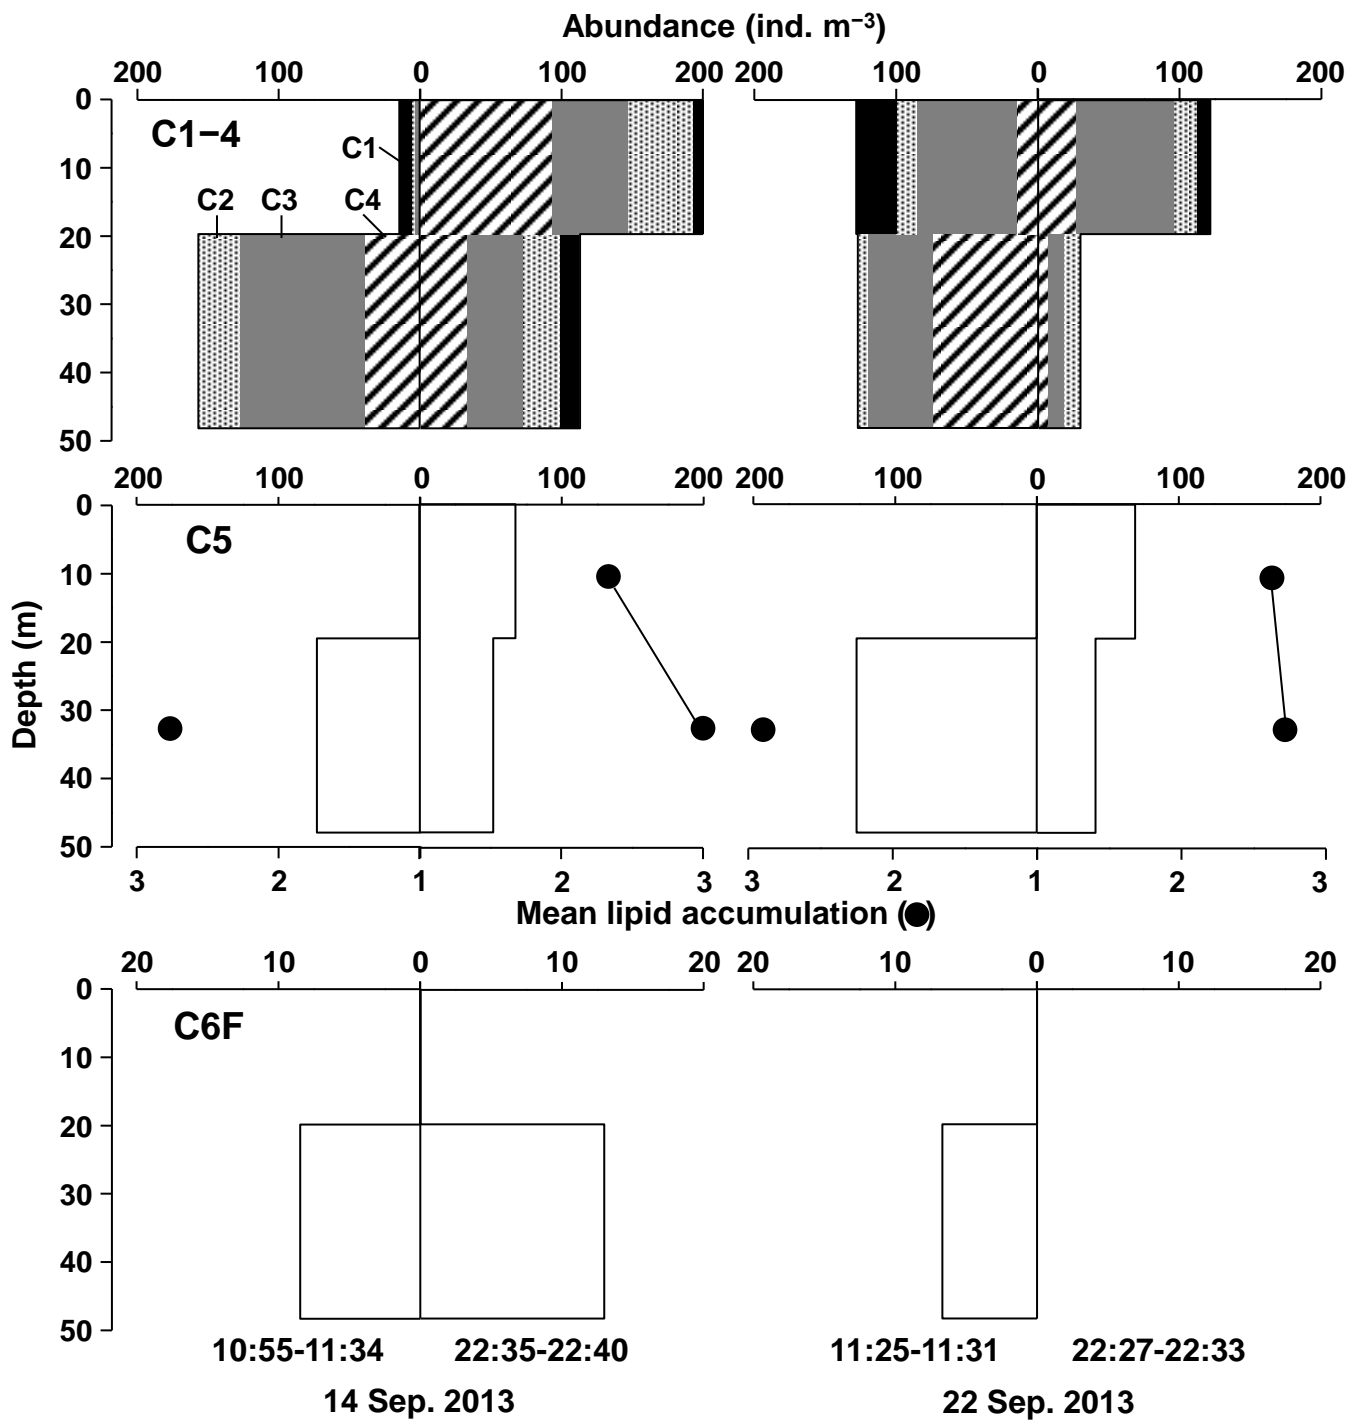 Abundance (ind. m⁻³)
200 100 0 100 200 200 100 0 100 200
0
C1−4
C1
10
C2 C3 C4
20
30
40
50
200 100 0 100 200 200 100 0 100 200
0
C5
10
20
Depth (m)
30
40
50
3 2 1 2 3 3 2 1 2 3
Mean lipid accumulation (●)
20 10 0 10 20 20 10 0 10 20
0
C6F
10
20
30
40
50
10:55-11:34 22:35-22:40 11:25-11:31 22:27-22:33
14 Sep. 2013 22 Sep. 2013